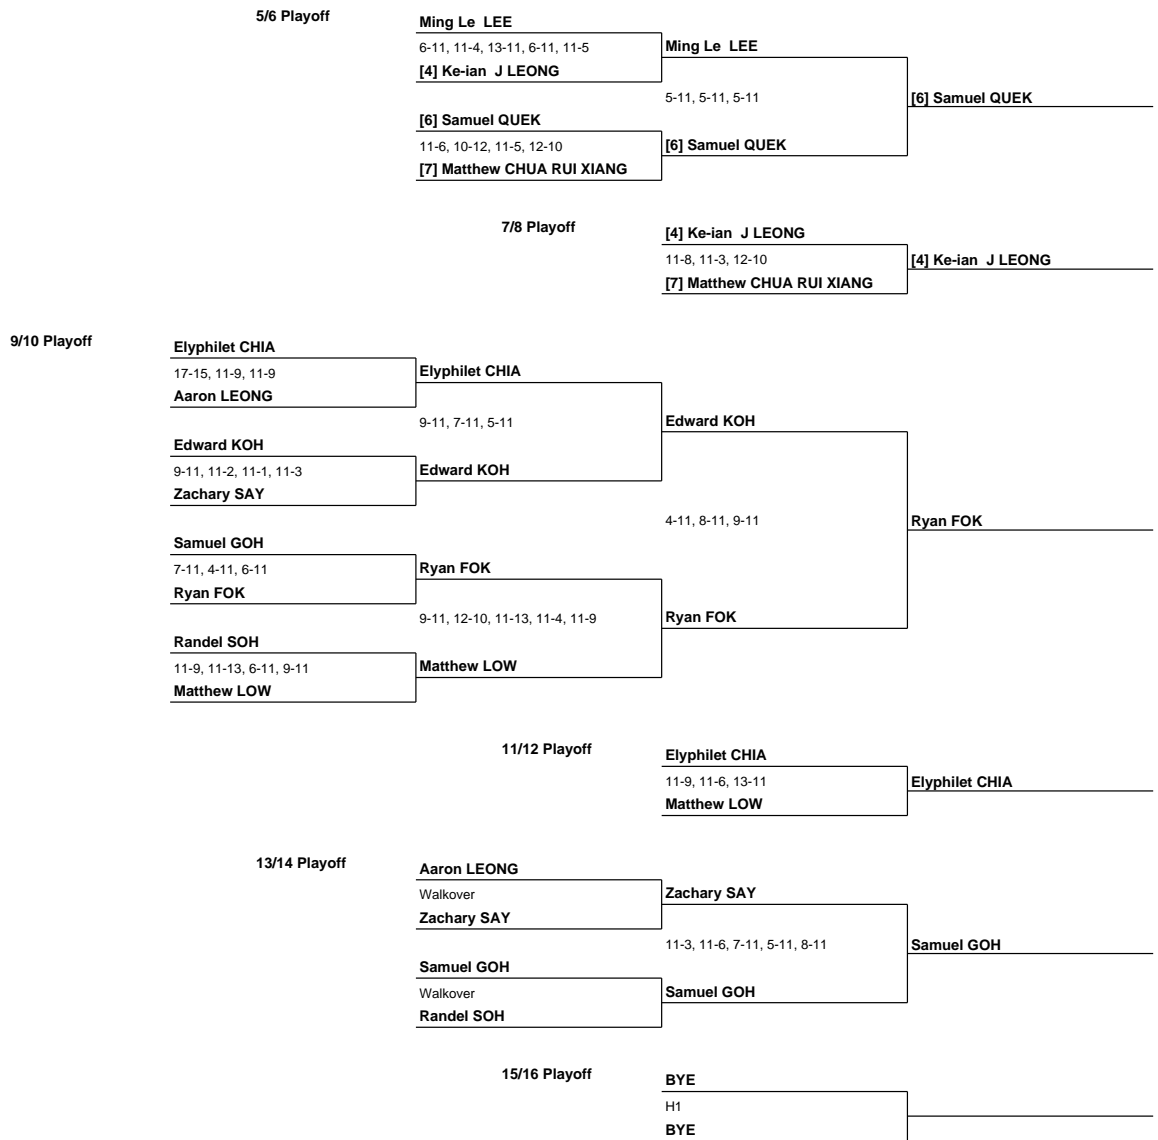 5/6 Playoff
Ming Le LEE
6-11, 11-4, 13-11, 6-11, 11-5
[4] Ke-ian J LEONG
Ming Le LEE
5-11, 5-11, 5-11
[6] Samuel QUEK
[6] Samuel QUEK
11-6, 10-12, 11-5, 12-10
[7] Matthew CHUA RUI XIANG
[6] Samuel QUEK
7/8 Playoff
[4] Ke-ian J LEONG
11-8, 11-3, 12-10
[7] Matthew CHUA RUI XIANG
[4] Ke-ian J LEONG
9/10 Playoff
Elyphilet CHIA
17-15, 11-9, 11-9
Aaron LEONG
Elyphilet CHIA
9-11, 7-11, 5-11
Edward KOH
Edward KOH
9-11, 11-2, 11-1, 11-3
Zachary SAY
Edward KOH
4-11, 8-11, 9-11
Ryan FOK
Samuel GOH
7-11, 4-11, 6-11
Ryan FOK
Ryan FOK
9-11, 12-10, 11-13, 11-4, 11-9
Ryan FOK
Randel SOH
11-9, 11-13, 6-11, 9-11
Matthew LOW
Matthew LOW
11/12 Playoff
Elyphilet CHIA
11-9, 11-6, 13-11
Matthew LOW
Elyphilet CHIA
13/14 Playoff
Aaron LEONG
Walkover
Zachary SAY
Zachary SAY
11-3, 11-6, 7-11, 5-11, 8-11
Samuel GOH
Samuel GOH
Walkover
Randel SOH
Samuel GOH
15/16 Playoff
BYE
H1
BYE